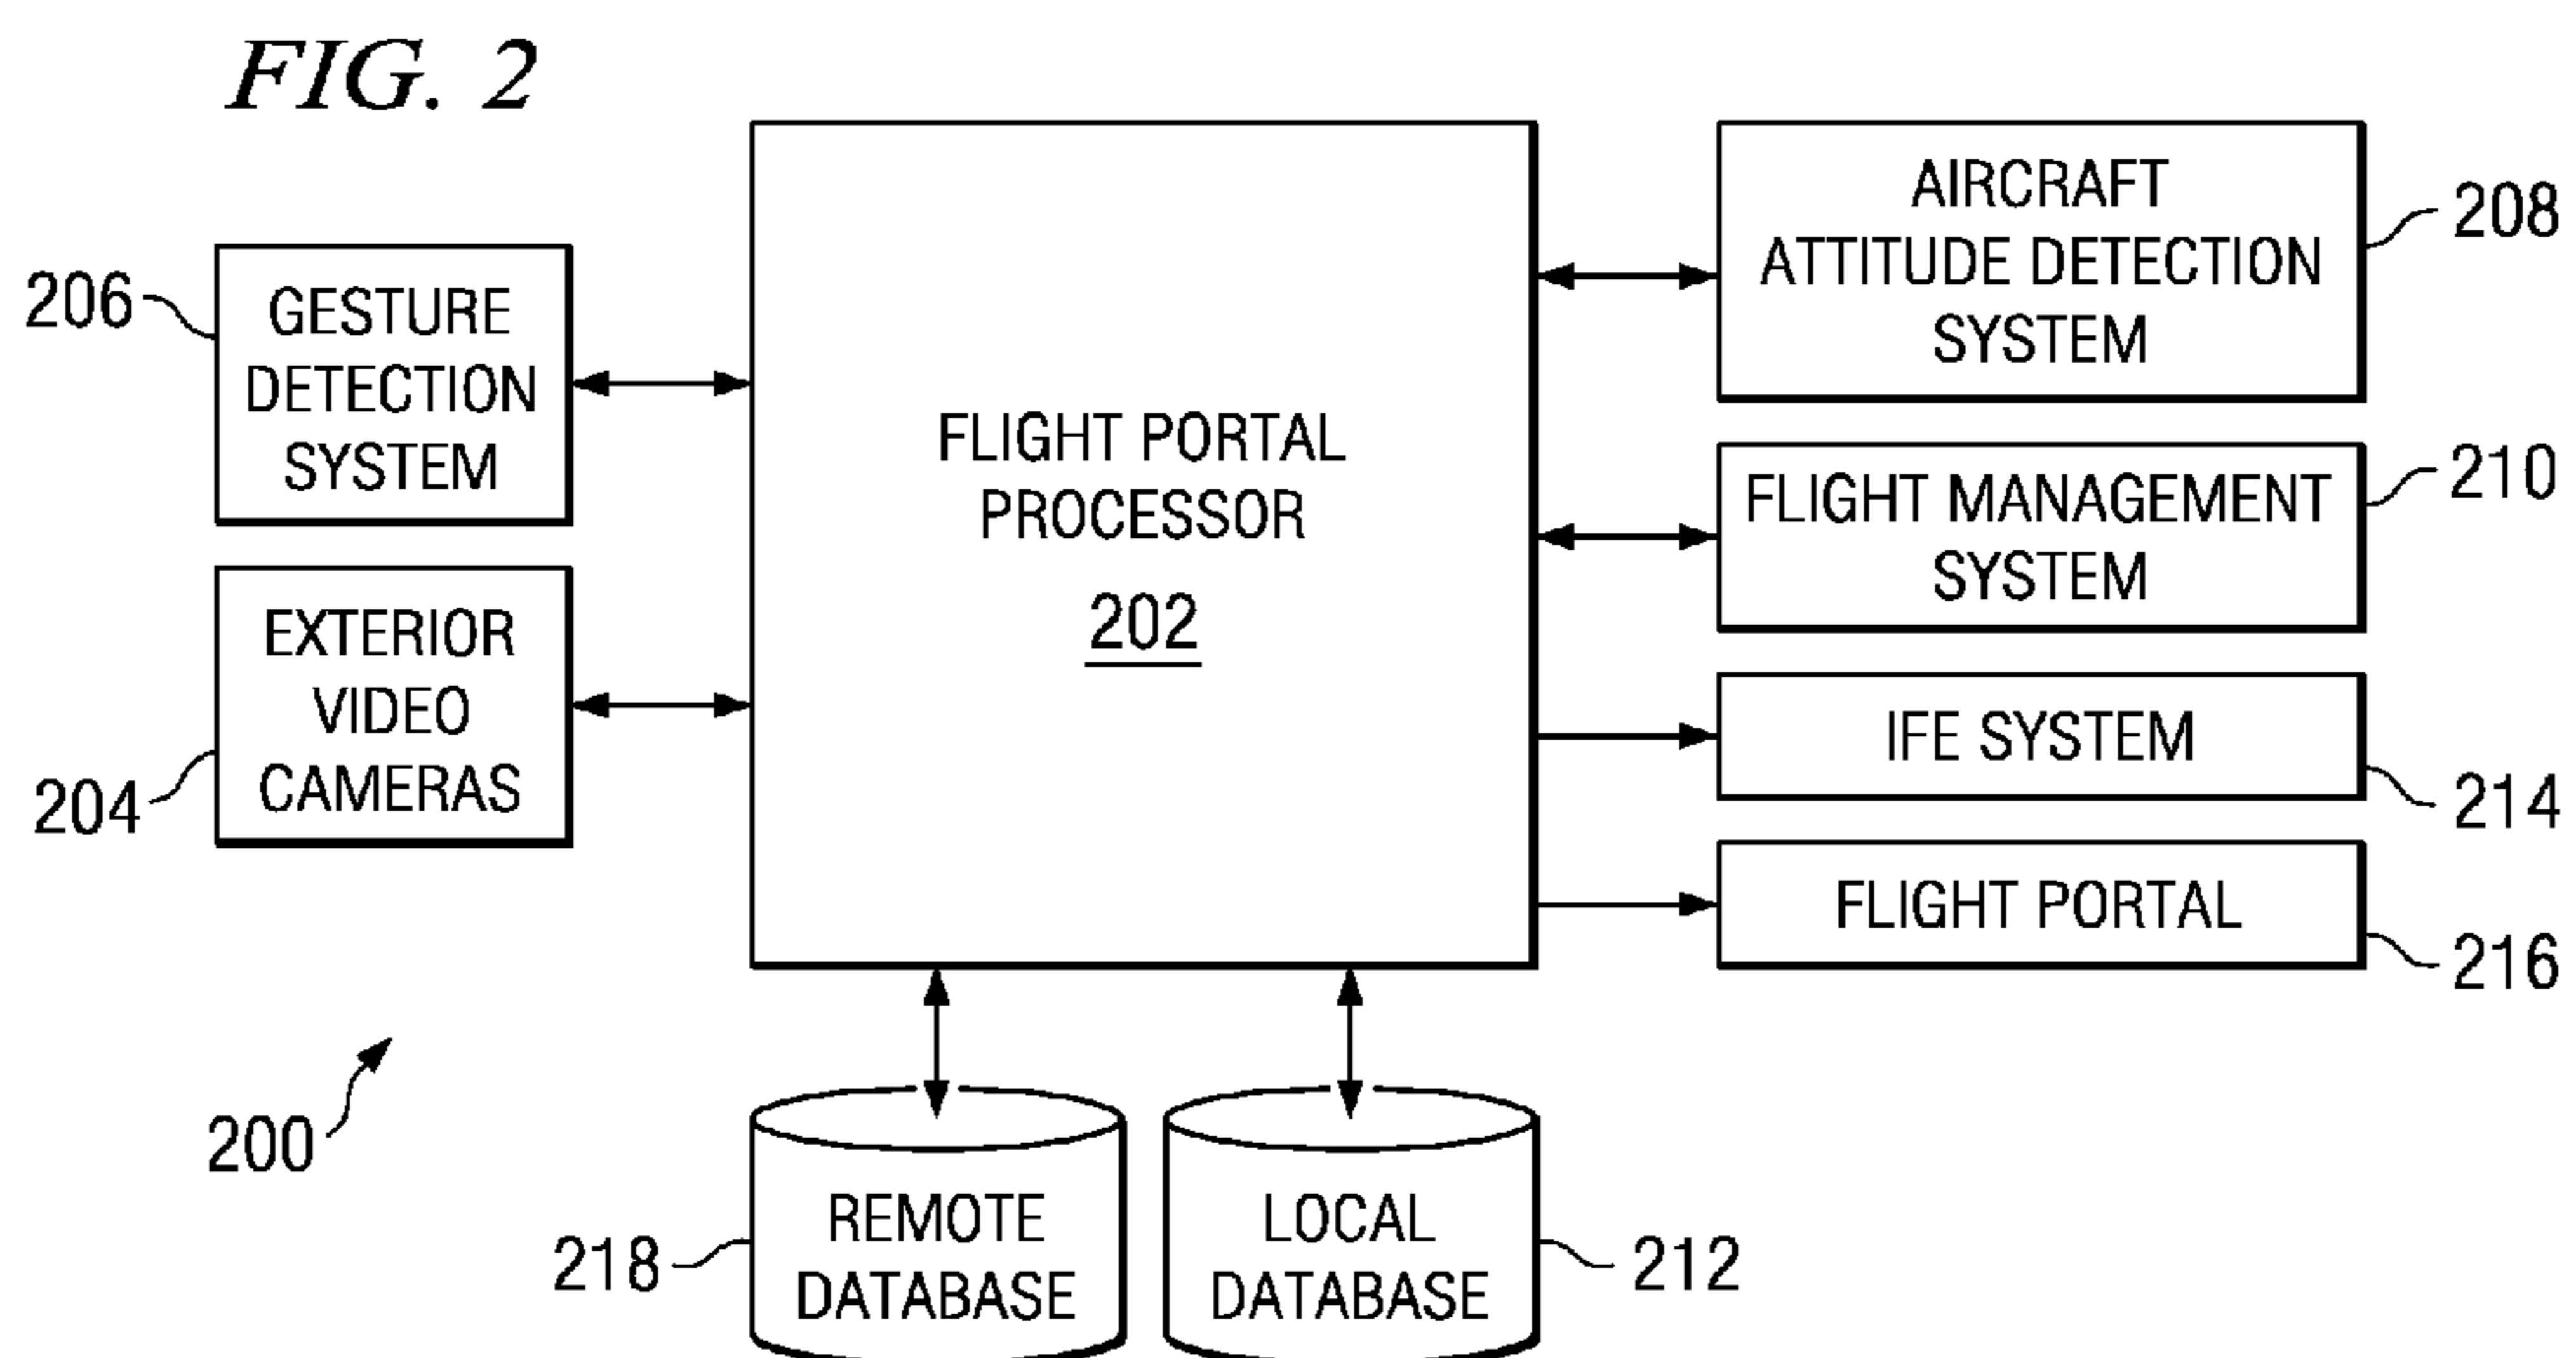 FIG. 2
206
GESTURE
DETECTION
SYSTEM
EXTERIOR
VIDEO
CAMERAS
204
FLIGHT PORTAL
PROCESSOR
202
AIRCRAFT
ATTITUDE DETECTION
SYSTEM
208
FLIGHT MANAGEMENT
SYSTEM
210
IFE SYSTEM
214
FLIGHT PORTAL
216
200
218
REMOTE
DATABASE
LOCAL
DATABASE
212